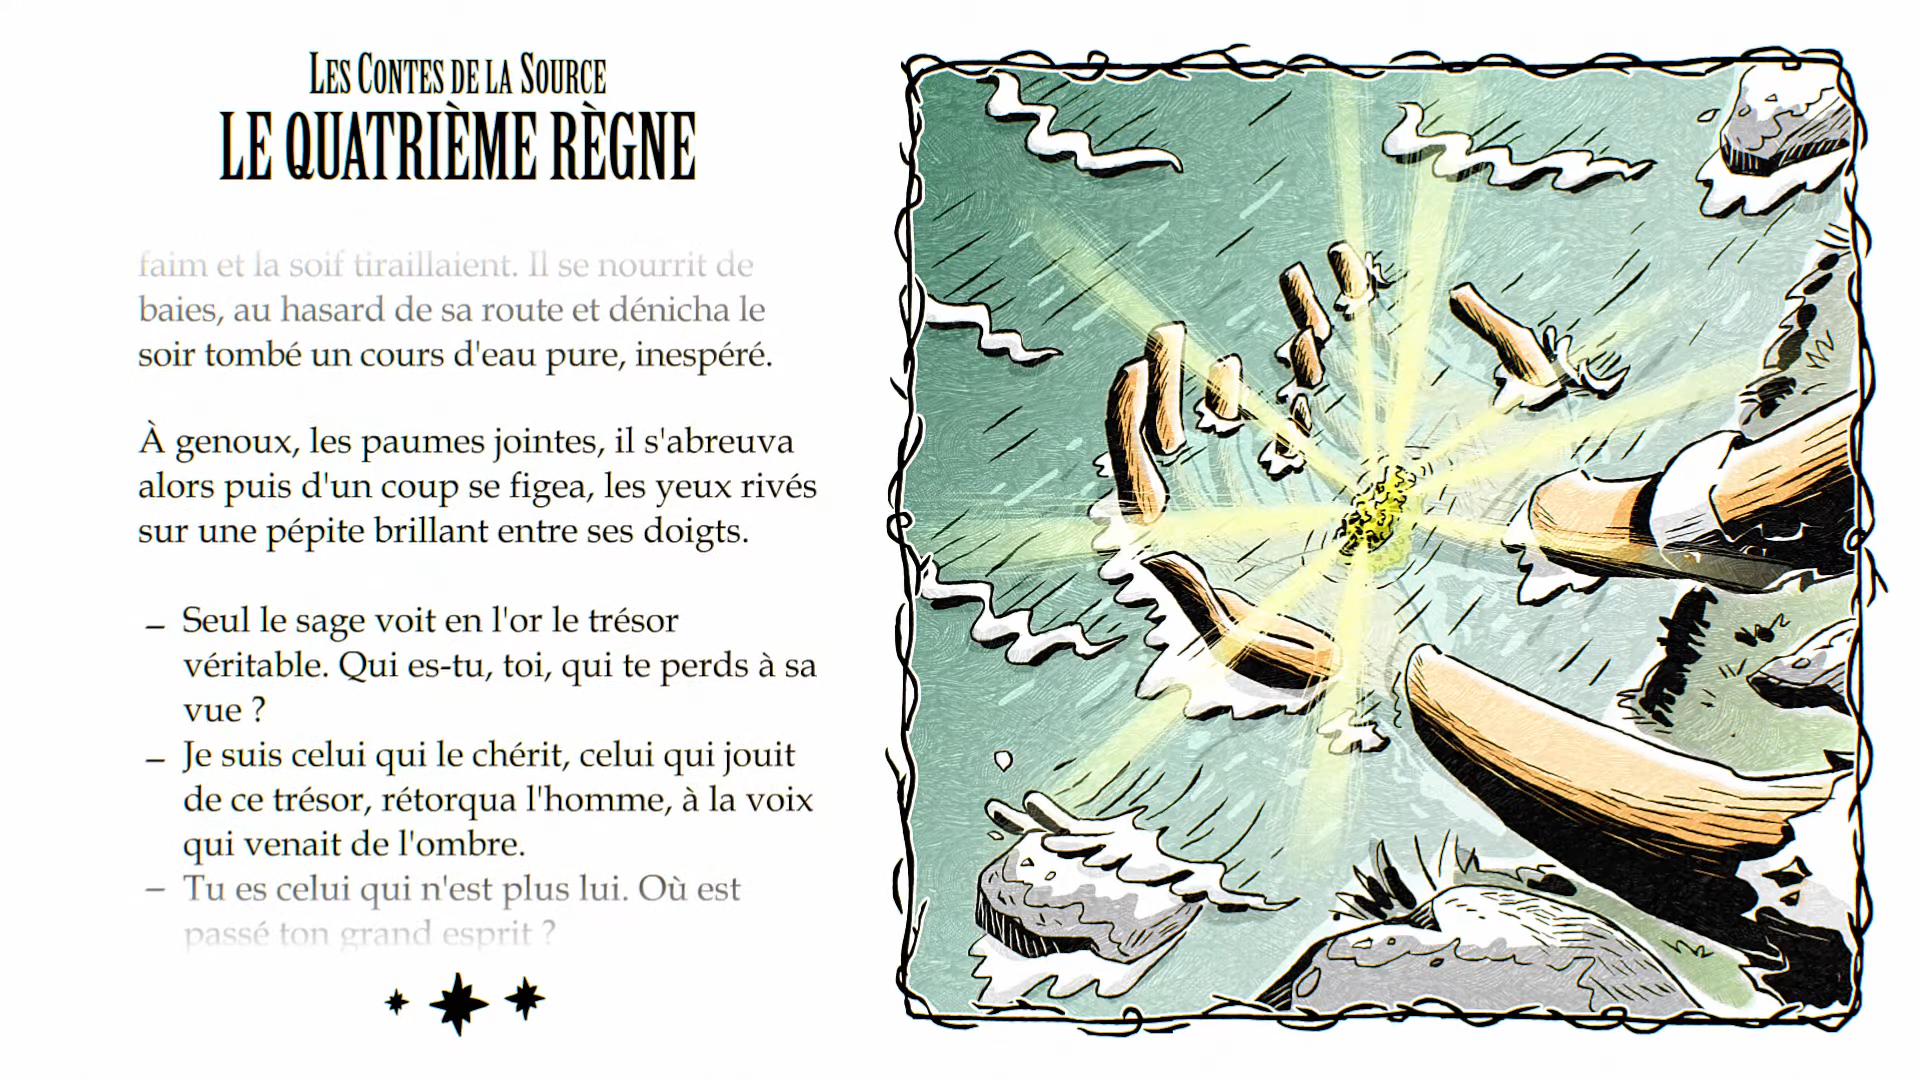 Les Contes de la Source
LE QUATRIÈME RÈGNE
faim et la soif tiraillaient. Il se nourrit de
baies, au hasard de sa route et dénicha le
soir tombé un cours d'eau pure, inespéré.
À genoux, les paumes jointes, il s'abreuva
alors puis d'un coup se figea, les yeux rivés
sur une pépite brillant entre ses doigts.
– Seul le sage voit en l'or le trésor
véritable. Qui es-tu, toi, qui te perds à sa
vue ?
– Je suis celui qui le chérit, celui qui jouit
de ce trésor, rétorqua l'homme, à la voix
qui venait de l'ombre.
– Tu es celui qui n'est plus lui. Où est
passé ton grand esprit ?